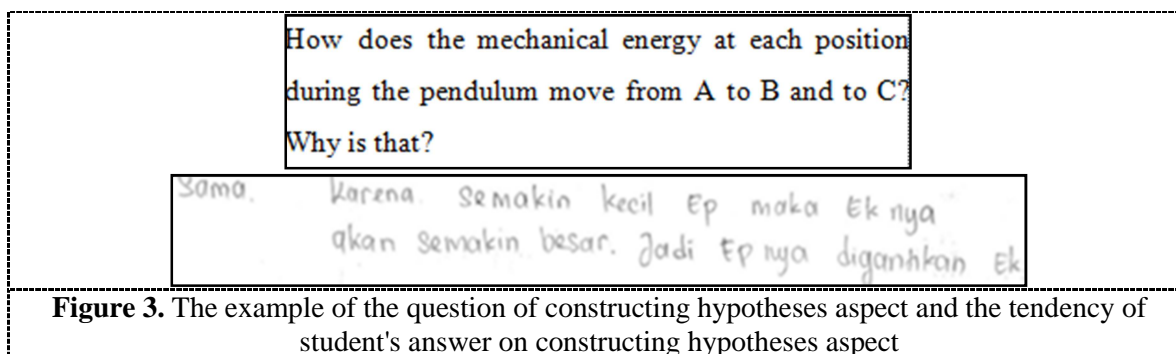 How does the mechanical energy at each position
during the pendulum move from A to B and to C?
Why is that?
Sama. Karena. Semakin kecil Ep maka Ek nya
akan semakin besar. Jadi Ep nya digantikan Ek
Figure 3. The example of the question of constructing hypotheses aspect and the tendency of
student's answer on constructing hypotheses aspect